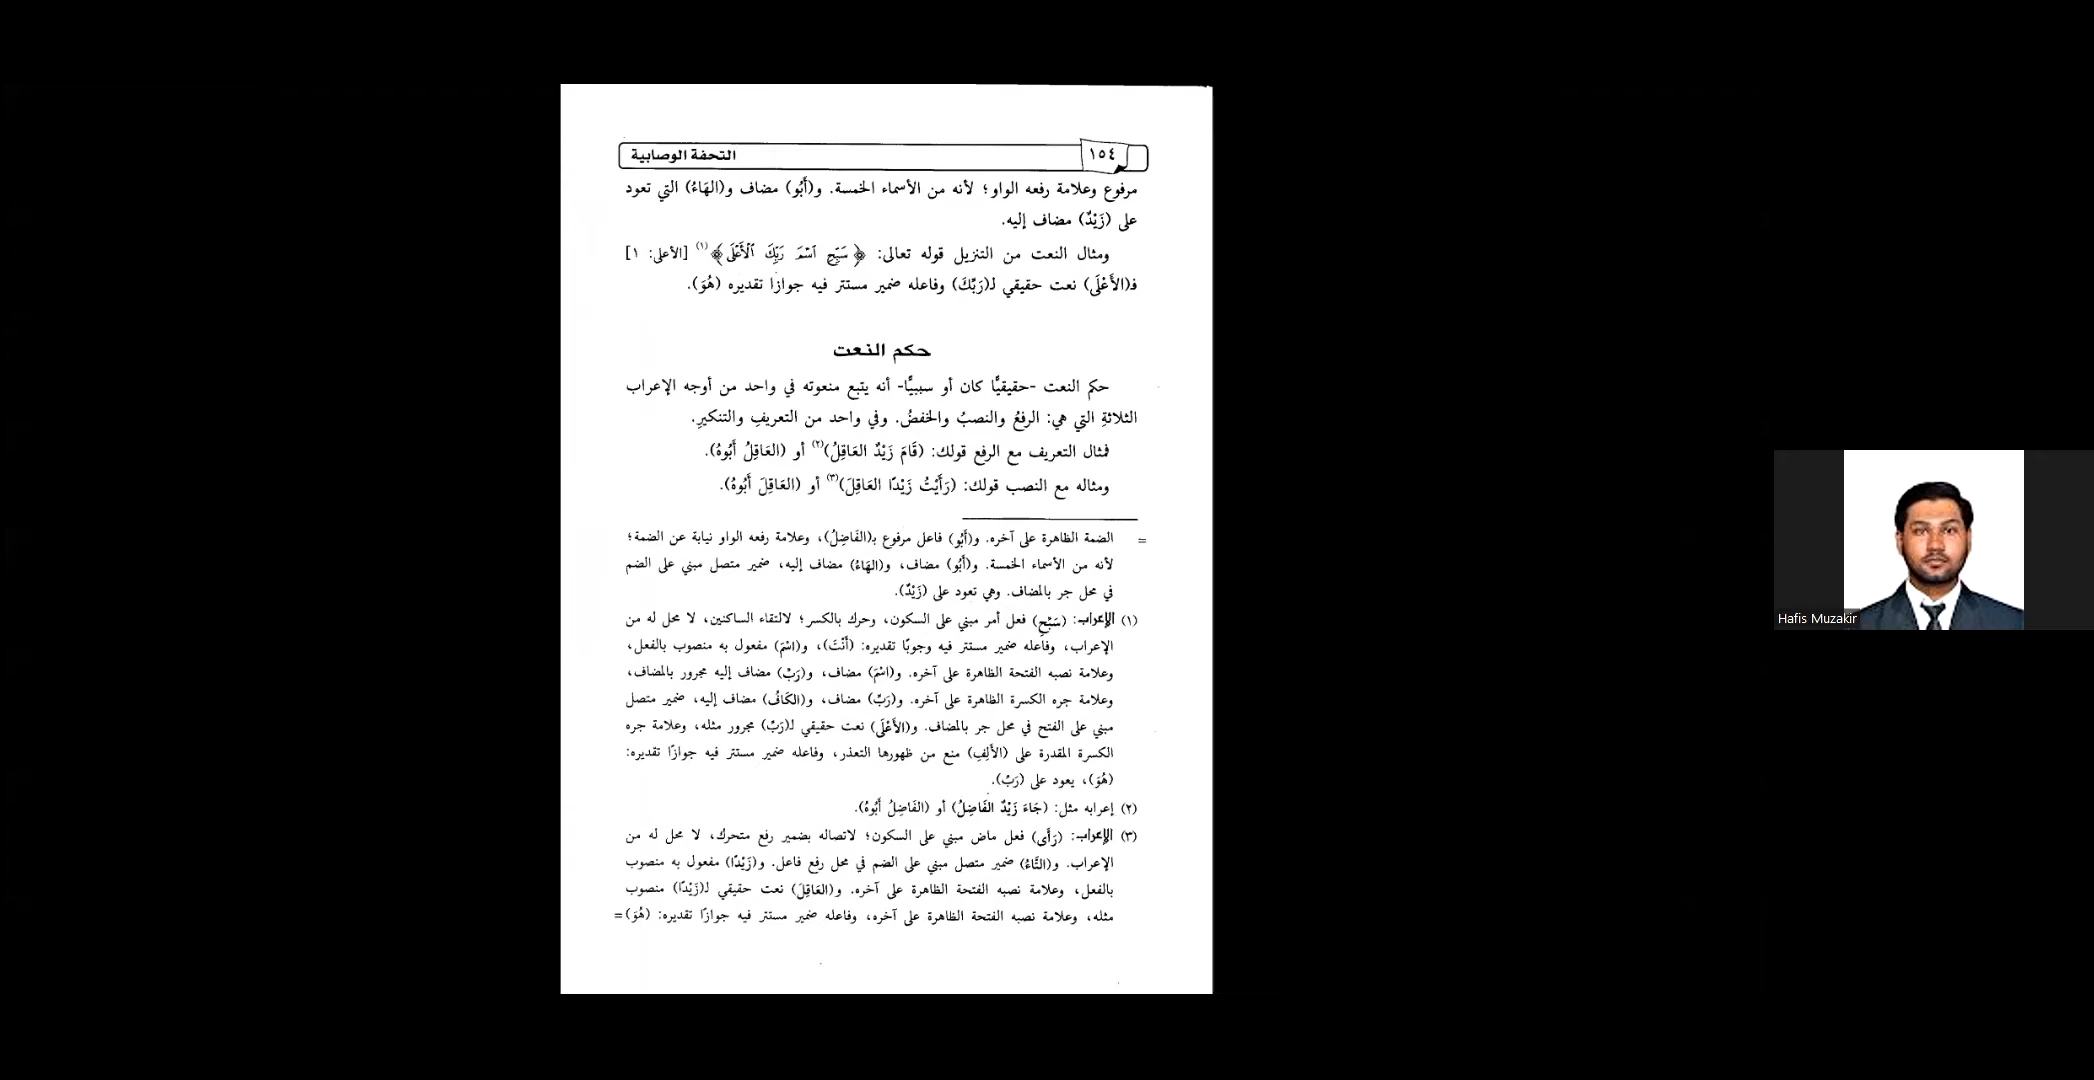 ١٥٤
التحفة الوصابية
مرفوع وعلامة رفعه الواو؛ لأنه من الأسماء الخمسة. و(أَبُو) مضاف و(الهَاءُ) التي تعود
على (زَيْدٌ) مضاف إليه.
ومثال النعت من التنزيل قوله تعالى: ﴿سَبِّحِ ٱسۡمَ رَبِّكَ ٱلۡأَعۡلَى﴾(١) [الأعلى: ١]
فـ(الأَعْلَى) نعت حقيقي لـ(رَبِّكَ) وفاعله ضمير مستتر فيه جوازًا تقديره (هُوَ).
حكم النعت
حكم النعت -حقيقيًّا كان أو سببيًّا- أنه يتبع منعوته في واحد من أوجه الإعراب
الثلاثةِ التي هي: الرفعُ والنصبُ والخفضُ. وفي واحد من التعريفِ والتنكيرِ.
فمثال التعريف مع الرفع قولك: (قَامَ زَيْدٌ العَاقِلُ)(٢) أو (العَاقِلُ أَبُوهُ).
ومثاله مع النصب قولك: (رَأَيْتُ زَيْدًا العَاقِلَ)(٣) أو (العَاقِلَ أَبُوهُ).
= الضمة الظاهرة على آخره. و(أَبُو) فاعل مرفوع بـ(الفَاضِلُ)، وعلامة رفعه الواو نيابة عن الضمة؛
لأنه من الأسماء الخمسة. و(أَبُو) مضاف، و(الهَاءُ) مضاف إليه، ضمير متصل مبني على الضم
في محل جر بالمضاف. وهي تعود على (زَيْدٌ).
(١) الإعراب: (سَبِّحِ) فعل أمر مبني على السكون، وحرك بالكسر؛ لالتقاء الساكنين، لا محل له من
الإعراب، وفاعله ضمير مستتر فيه وجوبًا تقديره: (أَنْتَ)، و(اسْمَ) مفعول به منصوب بالفعل،
وعلامة نصبه الفتحة الظاهرة على آخره. و(اسْمَ) مضاف، و(رَبِّ) مضاف إليه مجرور بالمضاف،
وعلامة جره الكسرة الظاهرة على آخره. و(رَبِّ) مضاف، و(الكَافُ) مضاف إليه، ضمير متصل
مبني على الفتح في محل جر بالمضاف. و(الأَعْلَى) نعت حقيقي لـ(رَبِّ) مجرور مثله، وعلامة جره
الكسرة المقدرة على (الأَلِفِ) منع من ظهورها التعذر، وفاعله ضمير مستتر فيه جوازًا تقديره:
(هُوَ)، يعود على (رَبِّ).
(٢) إعرابه مثل: (جَاءَ زَيْدٌ الفَاضِلُ) أو (الفَاضِلُ أَبُوهُ).
(٣) الإعراب: (رَأَى) فعل ماض مبني على السكون؛ لاتصاله بضمير رفع متحرك، لا محل له من
الإعراب. و(التَّاءُ) ضمير متصل مبني على الضم في محل رفع فاعل. و(زَيْدًا) مفعول به منصوب
بالفعل، وعلامة نصبه الفتحة الظاهرة على آخره. و(العَاقِلَ) نعت حقيقي لـ(زَيْدًا) منصوب
مثله، وعلامة نصبه الفتحة الظاهرة على آخره، وفاعله ضمير مستتر فيه جوازًا تقديره: (هُوَ) =
Hafis Muzakir